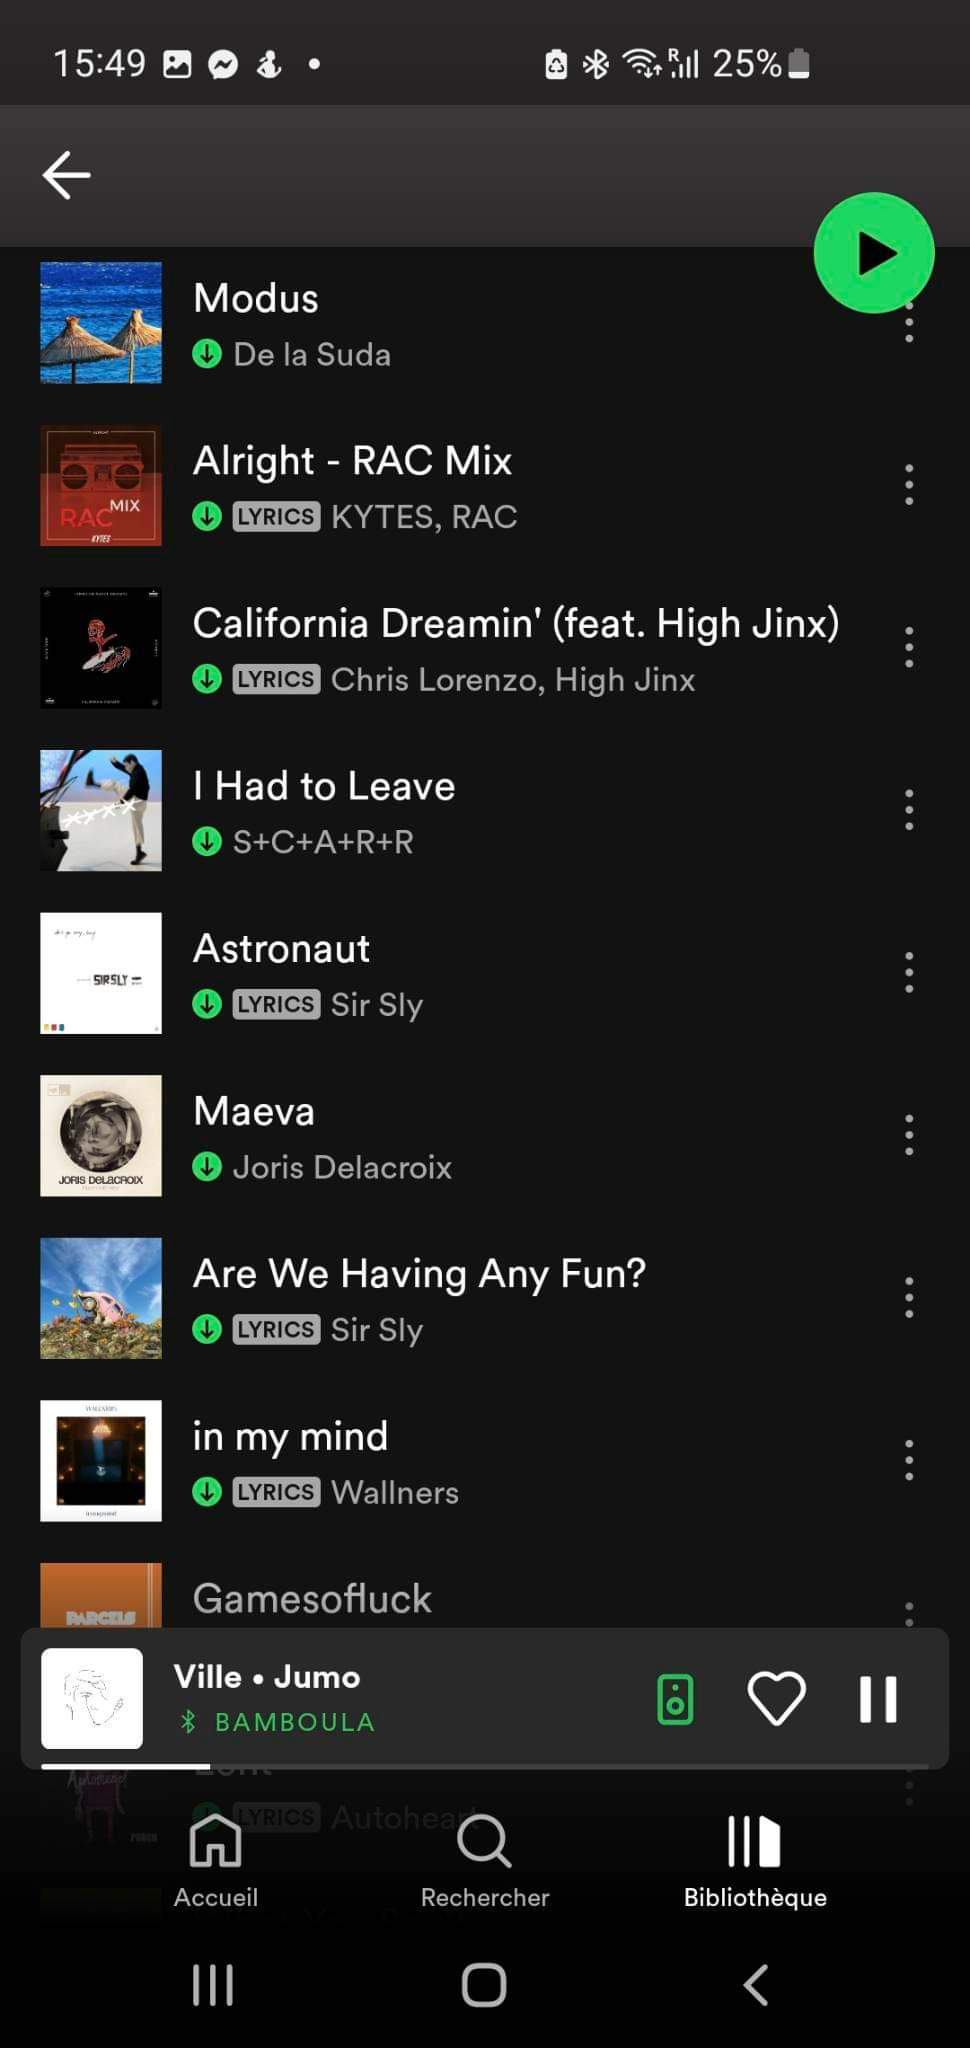 15:49
R
25%
Modus
De la Suda
MIX
RAC
KYTES
Alright - RAC Mix
LYRICS KYTES, RAC
California Dreamin' (feat. High Jinx)
LYRICS Chris Lorenzo, High Jinx
I Had to Leave
S+C+A+R+R
SIR SLY
Astronaut
LYRICS Sir Sly
JORIS DELACROIX
Maeva
Joris Delacroix
Are We Having Any Fun?
LYRICS Sir Sly
WALLNERS
in my mind
LYRICS Wallners
PARCELS
Gamesofluck
Ville • Jumo
BAMBOULA
Autoheart
PUNCH
LYRICS Autoheart
Accueil
Rechercher
Bibliothèque